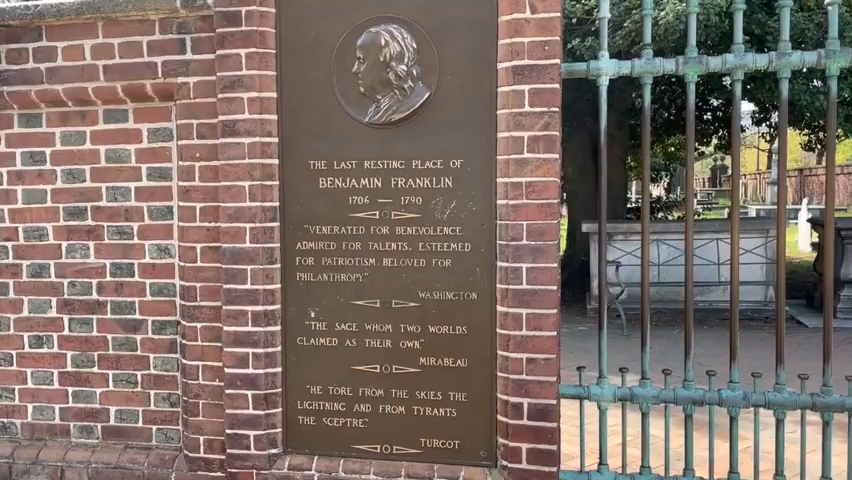 THE LAST RESTING PLACE OF
BENJAMIN FRANKLIN
1706 — 1790
"VENERATED FOR BENEVOLENCE.
ADMIRED FOR TALENTS. ESTEEMED
FOR PATRIOTISM. BELOVED FOR
PHILANTHROPY."
WASHINGTON
"THE SAGE WHOM TWO WORLDS
CLAIMED AS THEIR OWN."
MIRABEAU
"HE TORE FROM THE SKIES THE
LIGHTNING AND FROM TYRANTS
THE SCEPTRE."
TURGOT